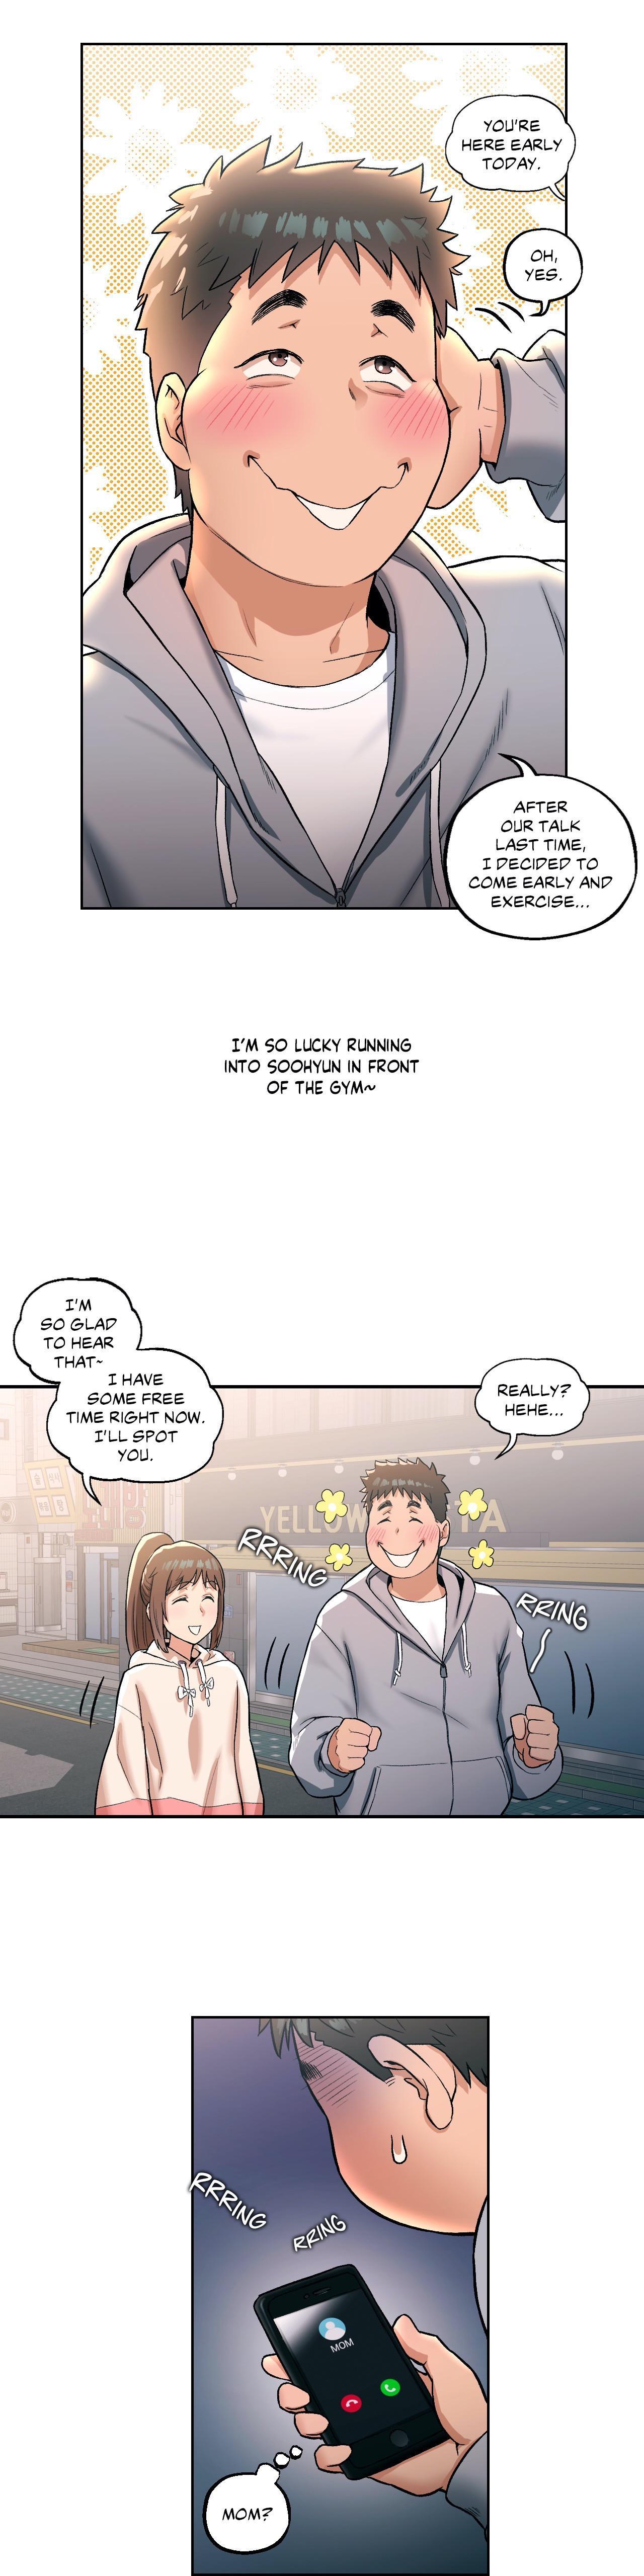 YOU'RE
HERE EARLY
TODAY.
OH,
YES.
AFTER
OUR TALK
LAST TIME,
I DECIDED TO
COME EARLY AND
EXERCISE...
I'M SO LUCKY RUNNING
INTO SOOHYUN IN FRONT
OF THE GYM~
I'M
SO GLAD
TO HEAR
THAT~
I HAVE
SOME FREE
TIME RIGHT NOW.
I'LL SPOT
YOU.
REALLY?
HEHE...
YELLOW
TA
RRRING
RRING
RRRING
RRING
MOM
MOM?